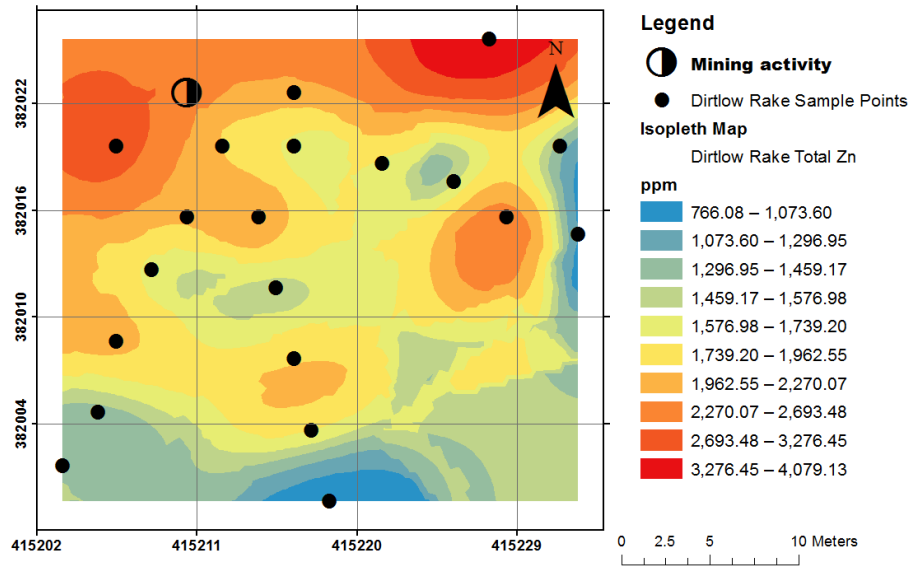 N
382022
382016
382010
382004
415202 415211 415220 415229
Legend
Mining activity
Dirtlow Rake Sample Points
Isopleth Map
Dirtlow Rake Total Zn
ppm
766.08 – 1,073.60
1,073.60 – 1,296.95
1,296.95 – 1,459.17
1,459.17 – 1,576.98
1,576.98 – 1,739.20
1,739.20 – 1,962.55
1,962.55 – 2,270.07
2,270.07 – 2,693.48
2,693.48 – 3,276.45
3,276.45 – 4,079.13
0 2.5 5 10 Meters